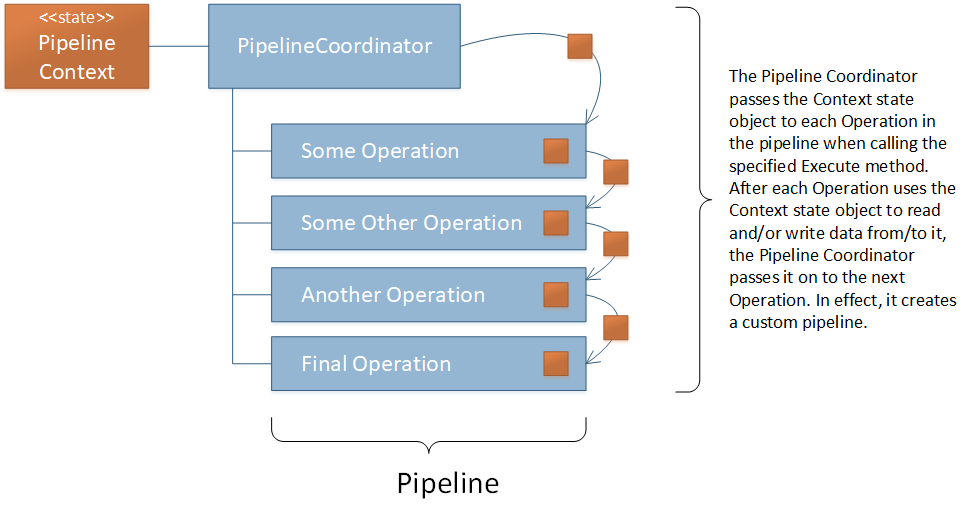 <<state>>
Pipeline
Context
PipelineCoordinator
Some Operation
Some Other Operation
Another Operation
Final Operation
Pipeline
The Pipeline Coordinator
passes the Context state
object to each Operation in
the pipeline when calling the
specified Execute method.
After each Operation uses the
Context state object to read
and/or write data from/to it,
the Pipeline Coordinator
passes it on to the next
Operation. In effect, it creates
a custom pipeline.